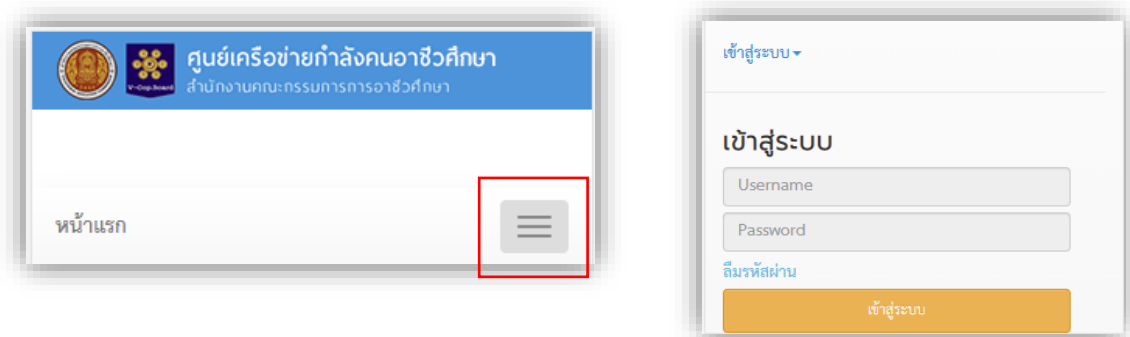 ศูนย์เครือข่ายกำลังคนอาชีวศึกษา
สำนักงานคณะกรรมการการอาชีวศึกษา
V-Cop.Board
หน้าแรก
เข้าสู่ระบบ
เข้าสู่ระบบ
Username
Password
ลืมรหัสผ่าน
เข้าสู่ระบบ